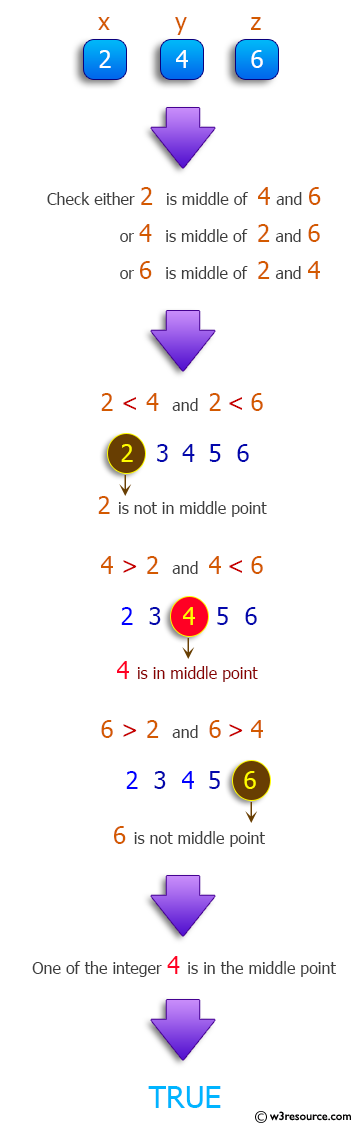 x y z
2 4 6
Check either 2 is middle of 4 and 6
or 4 is middle of 2 and 6
or 6 is middle of 2 and 4
2 < 4 and 2 < 6
2 3 4 5 6
2 is not in middle point
4 > 2 and 4 < 6
2 3 4 5 6
4 is in middle point
6 > 2 and 6 > 4
2 3 4 5 6
6 is not middle point
One of the integer 4 is in the middle point
TRUE
© w3resource.com